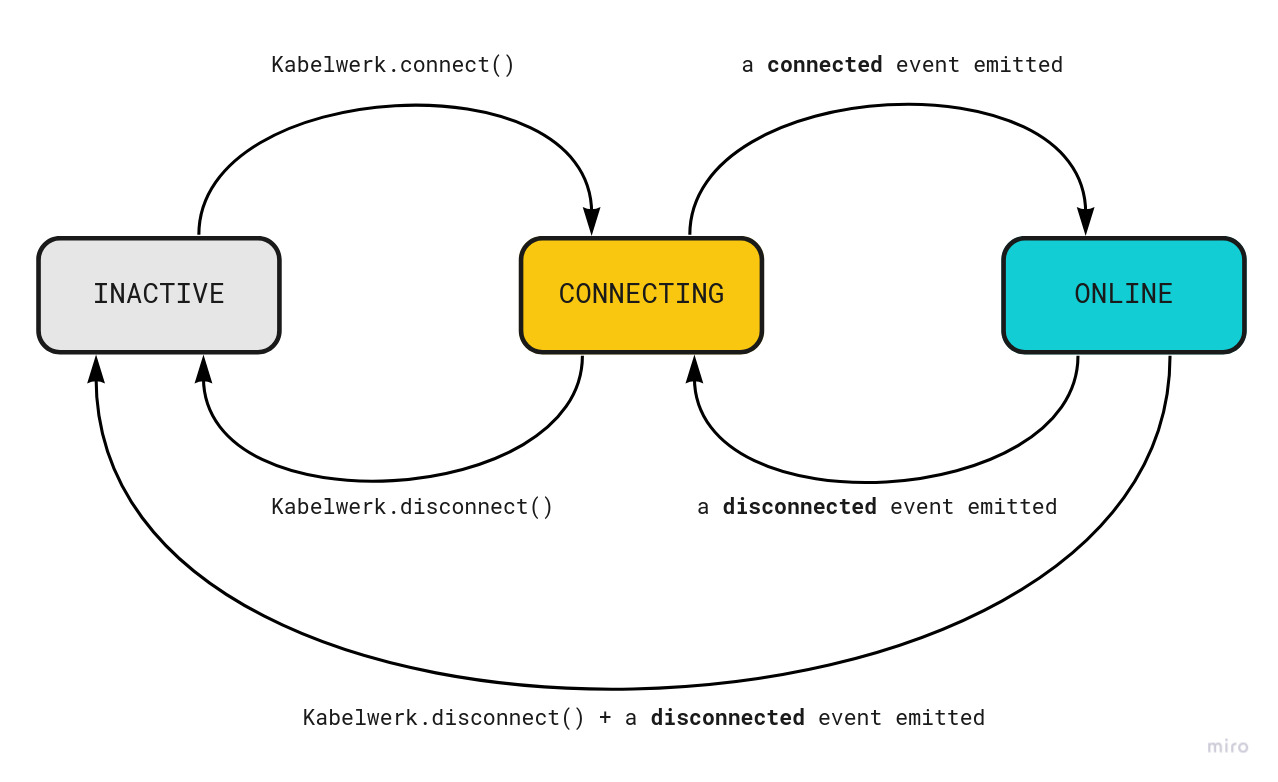 Kabelwerk.connect()
a connected event emitted
INACTIVE
CONNECTING
ONLINE
Kabelwerk.disconnect()
a disconnected event emitted
Kabelwerk.disconnect() + a disconnected event emitted
miro